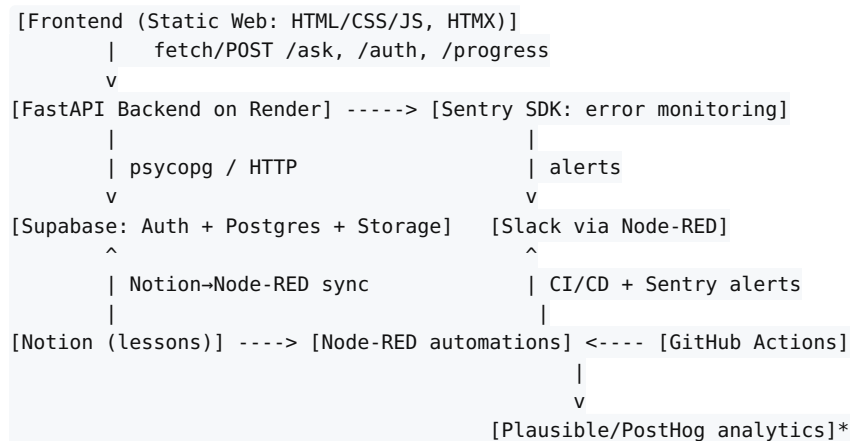 [Frontend (Static Web: HTML/CSS/JS, HTMX)]
| fetch/POST /ask, /auth, /progress
v
[FastAPI Backend on Render] -----> [Sentry SDK: error monitoring]
| |
| psycopg / HTTP | alerts
v v
[Supabase: Auth + Postgres + Storage] [Slack via Node-RED]
^ ^
| Notion→Node-RED sync | CI/CD + Sentry alerts
| |
[Notion (lessons)] ----> [Node-RED automations] <---- [GitHub Actions]
|
v
[Plausible/PostHog analytics]*